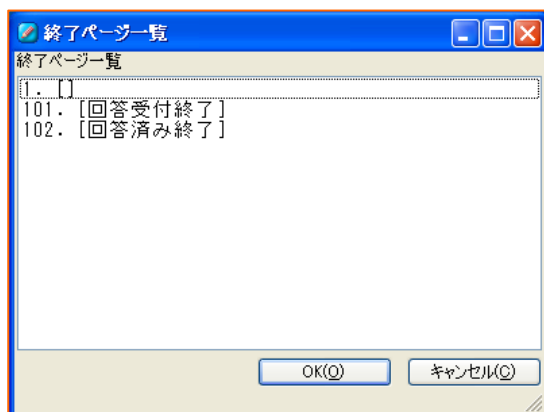 終了ページ一覧
終了ページ一覧
1. []
101. [回答受付終了]
102. [回答済み終了]
OK(O)
キャンセル(C)